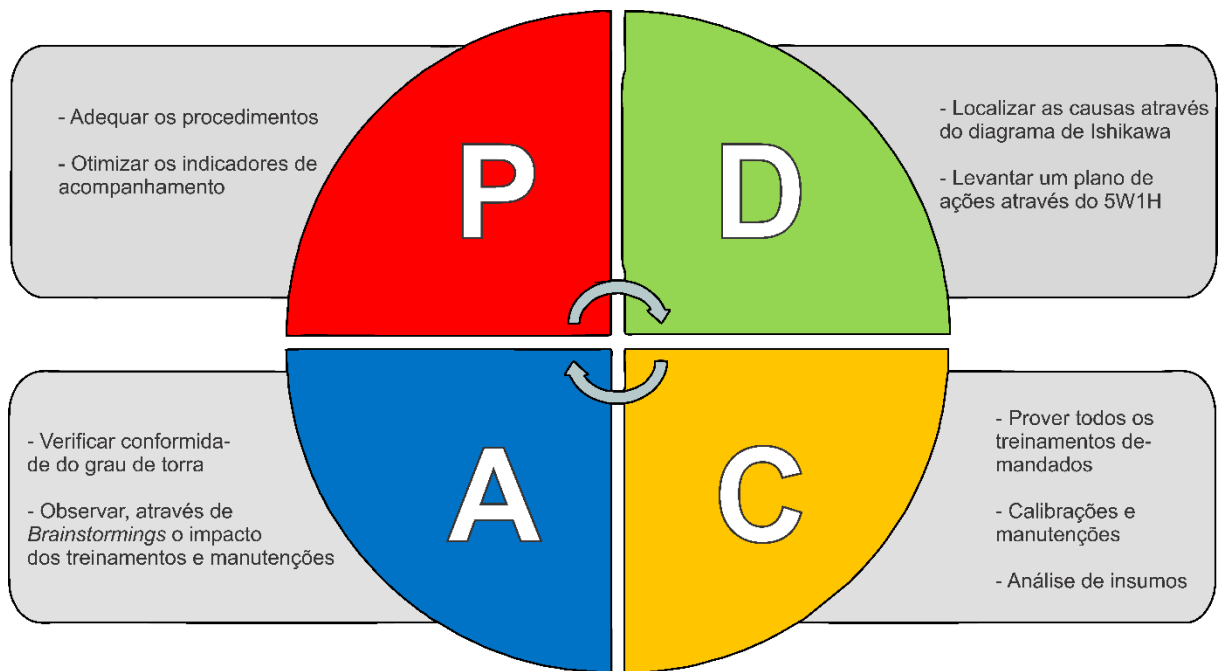 - Adequar os procedimentos
- Otimizar os indicadores de
acompanhamento
P
D
- Localizar as causas através
do diagrama de Ishikawa
- Levantar um plano de
ações através do 5W1H
- Verificar conformida-
de do grau de torra
- Observar, através de
Brainstormings o impacto
dos treinamentos e manutenções
A
C
- Prover todos os
treinamentos de-
mandados
- Calibrações e
manutenções
- Análise de insumos